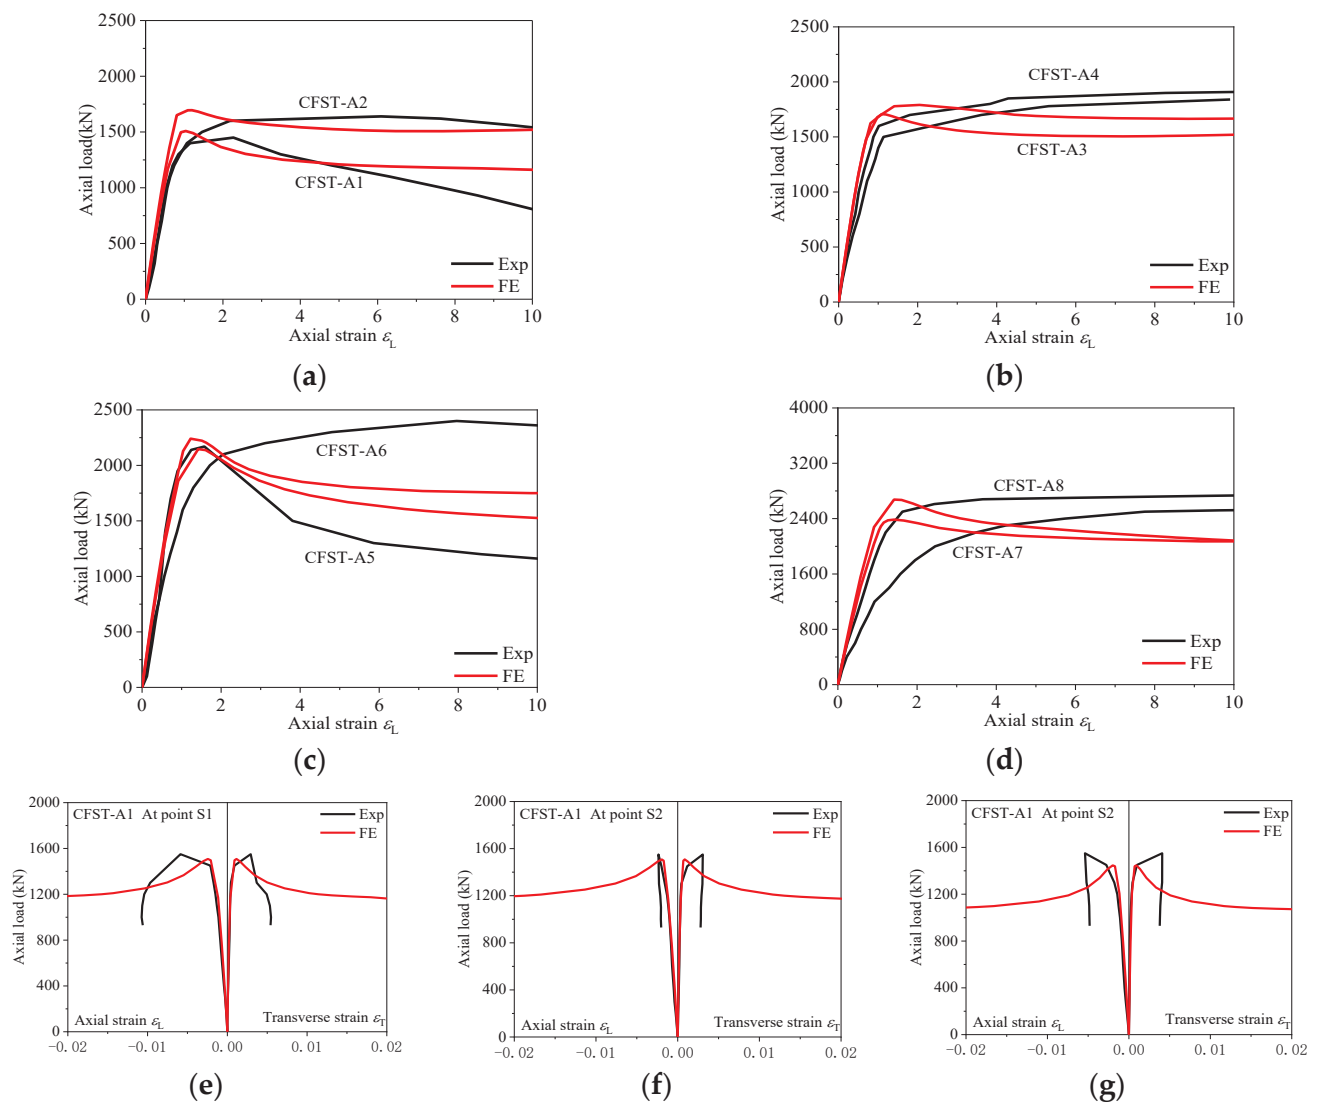 2500
2000
1500
1000
500
0
Axial load(kN)
CFST-A2
CFST-A1
Exp
FE
0 2 4 6 8 10
Axial strain εL
(a)
2500
2000
1500
1000
500
0
Axial load (kN)
CFST-A4
CFST-A3
Exp
FE
0 2 4 6 8 10
Axial strain εL
(b)
2500
2000
1500
1000
500
0
Axial load (kN)
CFST-A6
CFST-A5
Exp
FE
0 2 4 6 8 10
Axial strain εL
(c)
4000
3200
2400
1600
800
0
Axial load (kN)
CFST-A8
CFST-A7
Exp
FE
0 2 4 6 8 10
Axial strain εL
(d)
2000
1600
1200
800
400
0
Axial load (kN)
CFST-A1 At point S1
Exp
FE
Axial strain εL
Transverse strain εT
-0.02 -0.01 0.00 0.01 0.02
(e)
2000
1600
1200
800
400
0
Axial load (kN)
CFST-A1 At point S2
Exp
FE
Axial strain εL
Transverse strain εT
-0.02 -0.01 0.00 0.01 0.02
(f)
2000
1600
1200
800
400
0
Axial load (kN)
CFST-A1 At point S2
Exp
FE
Axial strain εL
Transverse strain εT
-0.02 -0.01 0.00 0.01 0.02
(g)